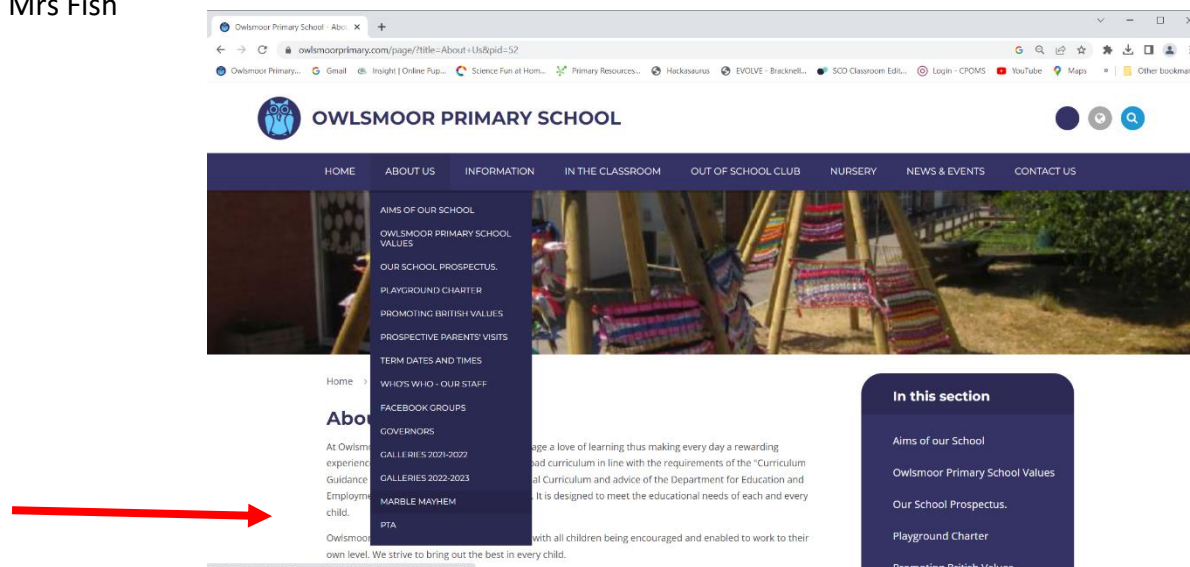 Mrs Fish
Owlsmoor Primary School - Abou
owlsmoorprimary.com/page/?title=About+Us&pid=52
Owlsmoor Primary... Gmail Insight | Online Pup... Science Fun at Hom... Primary Resources... Hackasaurus EVOLVE - Bracknell... SCO Classroom Edit... Login - CPOMS YouTube Maps » Other bookmar
OWLSMOOR PRIMARY SCHOOL
HOME ABOUT US INFORMATION IN THE CLASSROOM OUT OF SCHOOL CLUB NURSERY NEWS & EVENTS CONTACT US
AIMS OF OUR SCHOOL
OWLSMOOR PRIMARY SCHOOL
VALUES
OUR SCHOOL PROSPECTUS.
PLAYGROUND CHARTER
PROMOTING BRITISH VALUES
PROSPECTIVE PARENTS' VISITS
TERM DATES AND TIMES
WHO'S WHO - OUR STAFF
FACEBOOK GROUPS
GOVERNORS
GALLERIES 2021-2022
GALLERIES 2022-2023
MARBLE MAYHEM
PTA
Home >
Abou
At Owlsm age a love of learning thus making every day a rewarding
experienc oad curriculum in line with the requirements of the "Curriculum
Guidance al Curriculum and advice of the Department for Education and
Employme . It is designed to meet the educational needs of each and every
child.
Owlsmoor with all children being encouraged and enabled to work to their
own level. We strive to bring out the best in every child.
In this section
Aims of our School
Owlsmoor Primary School Values
Our School Prospectus.
Playground Charter
Promoting British Values